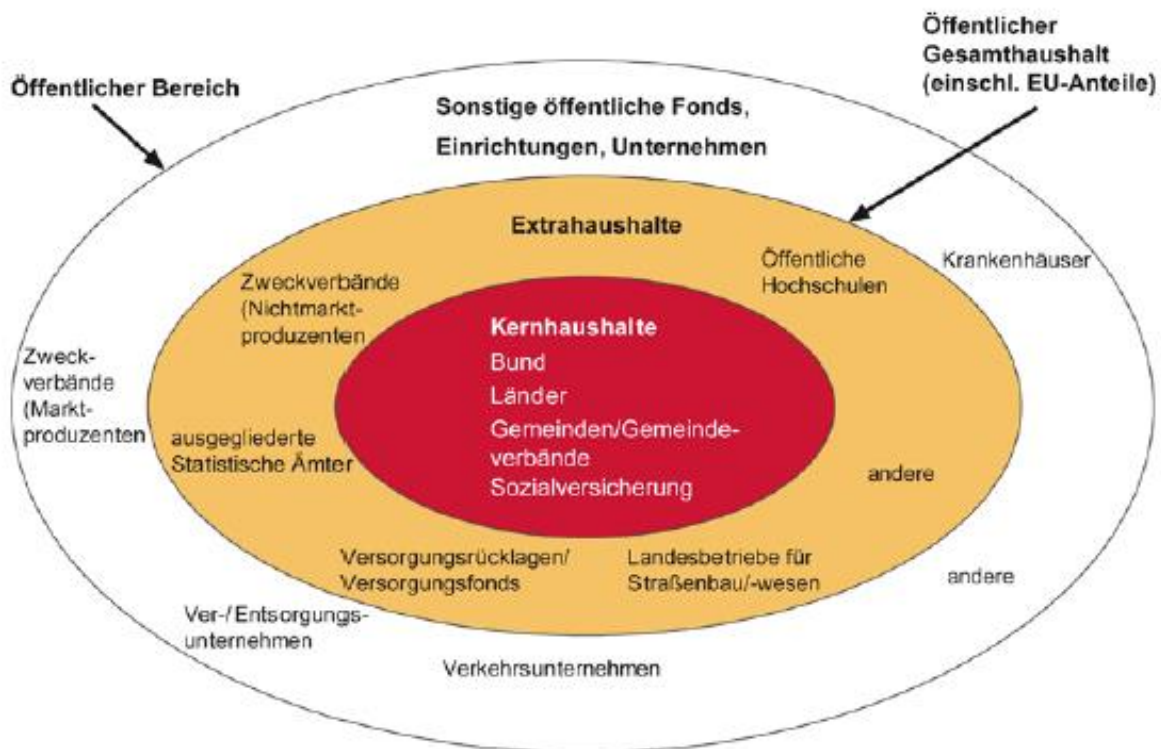 Öffentlicher
Gesamthaushalt
(einschl. EU-Anteile)
Öffentlicher Bereich
Sonstige öffentliche Fonds,
Einrichtungen, Unternehmen
Extrahaushalte
Öffentliche
Hochschulen
Krankenhäuser
Zweckverbände
(Nichtmarkt-
produzenten
Kernhaushalte
Bund
Länder
Gemeinden/Gemeinde-
verbände
Sozialversicherung
Zweck-
verbände
(Markt-
produzenten
ausgegliederte
Statistische Ämter
andere
Versorgungsrücklagen/
Versorgungsfonds
Landesbetriebe für
Straßenbau/-wesen
andere
Ver-/Entsorgungs-
unternehmen
Verkehrsunternehmen